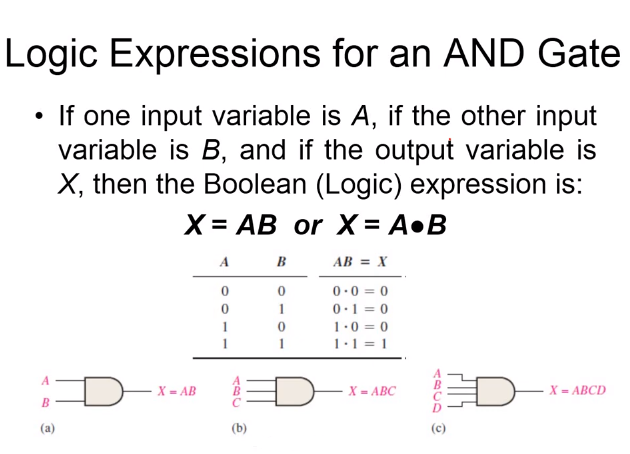 Logic Expressions for an AND Gate
• If one input variable is A, if the other input
variable is B, and if the output variable is
X, then the Boolean (Logic) expression is:
X = AB or X = A●B
A B AB = X
0 0 0·0 = 0
0 1 0·1 = 0
1 0 1·0 = 0
1 1 1·1 = 1
A
B
X = AB
(a)
A
B
C
X = ABC
(b)
A
B
C
D
X = ABCD
(c)